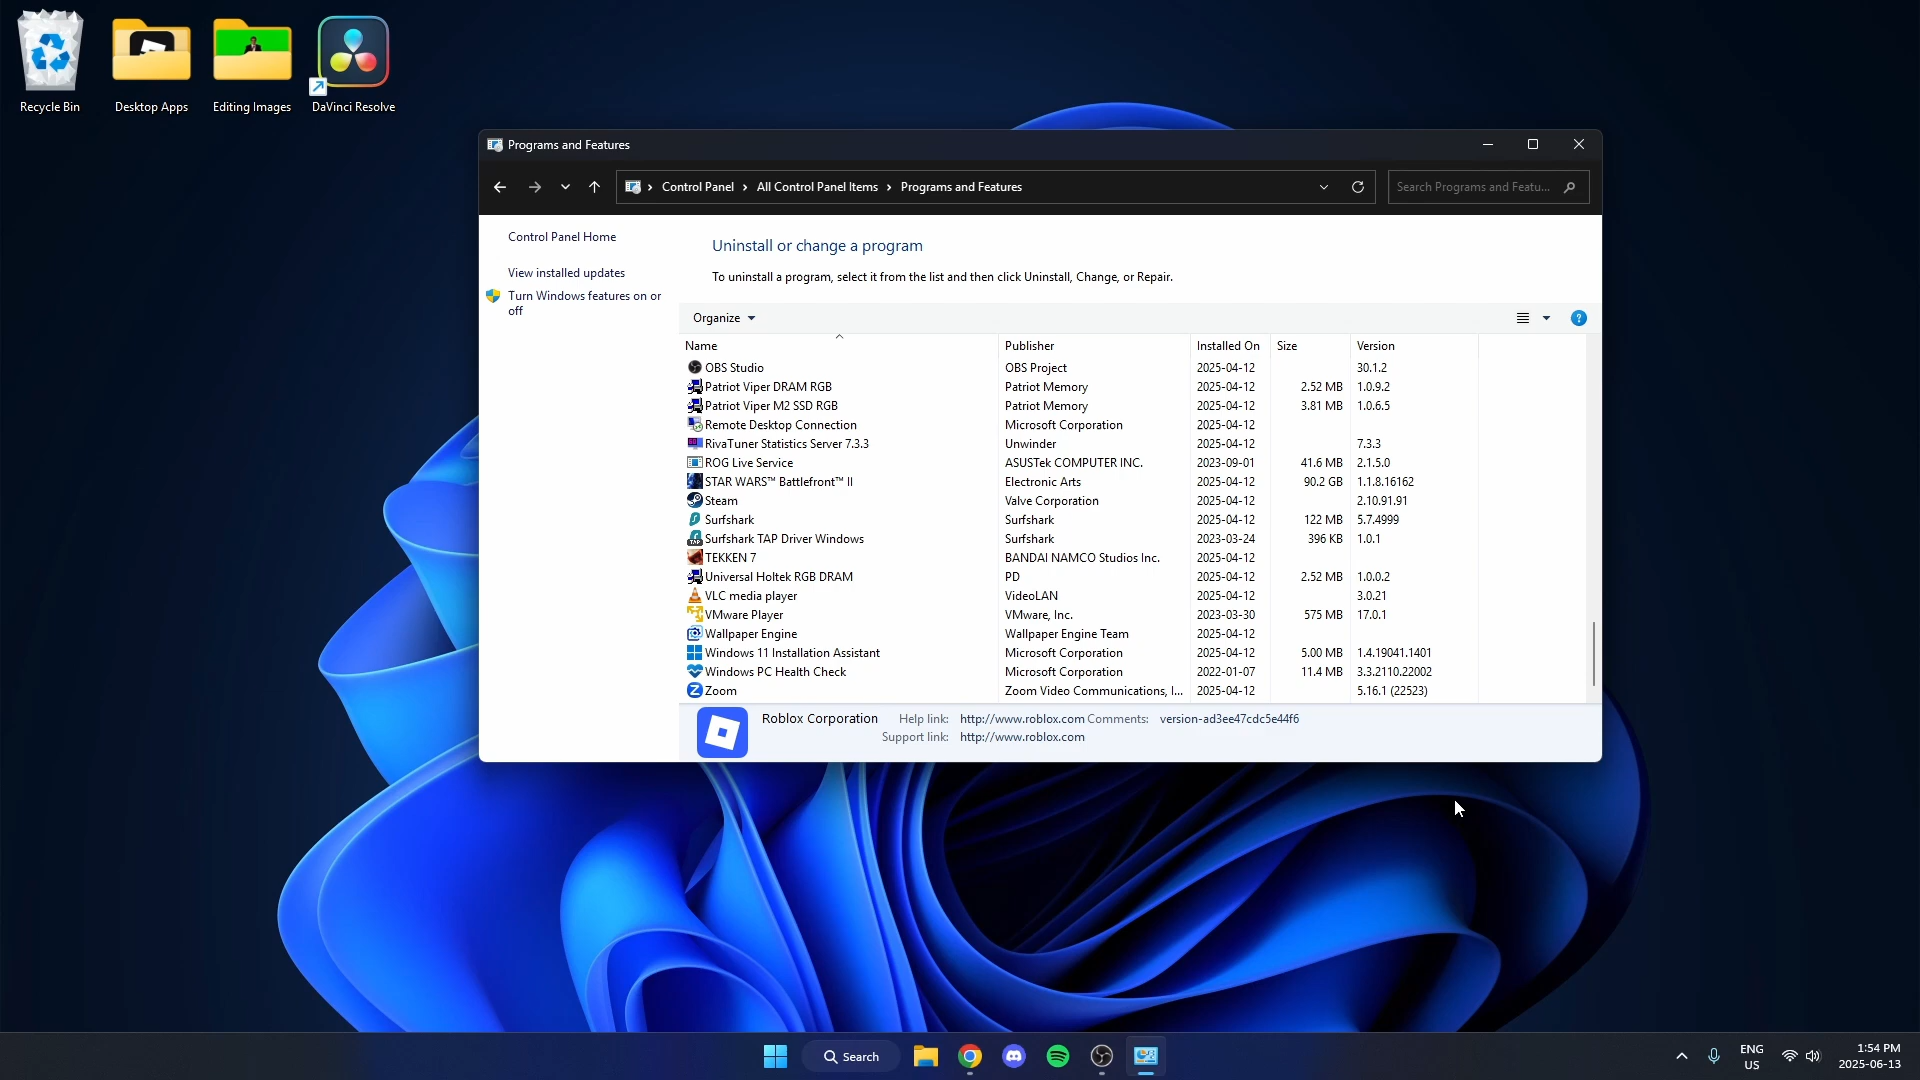 Recycle Bin
Desktop Apps
Editing Images
DaVinci Resolve
Programs and Features
Control Panel > All Control Panel Items > Programs and Features
Search Programs and Featu...
Control Panel Home
View installed updates
Turn Windows features on or
off
Uninstall or change a program
To uninstall a program, select it from the list and then click Uninstall, Change, or Repair.
Organize
?
Name Publisher Installed On Size Version
OBS Studio OBS Project 2025-04-12 30.1.2
Patriot Viper DRAM RGB Patriot Memory 2025-04-12 2.52 MB 1.0.9.2
Patriot Viper M2 SSD RGB Patriot Memory 2025-04-12 3.81 MB 1.0.6.5
Remote Desktop Connection Microsoft Corporation 2025-04-12
RivaTuner Statistics Server 7.3.3 Unwinder 2025-04-12 7.3.3
ROG Live Service ASUSTek COMPUTER INC. 2023-09-01 41.6 MB 2.1.5.0
STAR WARS™ Battlefront™ II Electronic Arts 2025-04-12 90.2 GB 1.1.8.16162
Steam Valve Corporation 2025-04-12 2.10.91.91
Surfshark Surfshark 2025-04-12 122 MB 5.7.4999
Surfshark TAP Driver Windows Surfshark 2023-03-24 396 KB 1.0.1
TEKKEN 7 BANDAI NAMCO Studios Inc. 2025-04-12
Universal Holtek RGB DRAM PD 2025-04-12 2.52 MB 1.0.0.2
VLC media player VideoLAN 2025-04-12 3.0.21
VMware Player VMware, Inc. 2023-03-30 575 MB 17.0.1
Wallpaper Engine Wallpaper Engine Team 2025-04-12
Windows 11 Installation Assistant Microsoft Corporation 2025-04-12 5.00 MB 1.4.19041.1401
Windows PC Health Check Microsoft Corporation 2022-01-07 11.4 MB 3.3.2110.22002
Zoom Zoom Video Communications, I... 2025-04-12 5.16.1 (22523)
Roblox Corporation Help link: http://www.roblox.com Comments: version-ad3ee47cdc5e44f6
Support link: http://www.roblox.com
Search
ENG
US
1:54 PM
2025-06-13